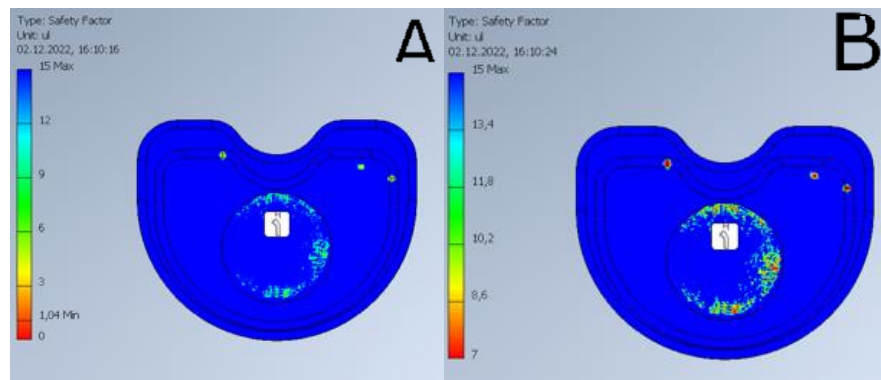 Type: Safety Factor
Unit: ul
02.12.2022, 16:10:16
15 Max
12
9
6
3
1,04 Min
0
A
Type: Safety Factor
Unit: ul
02.12.2022, 16:10:24
15 Max
13,4
11,8
10,2
8,6
7
B